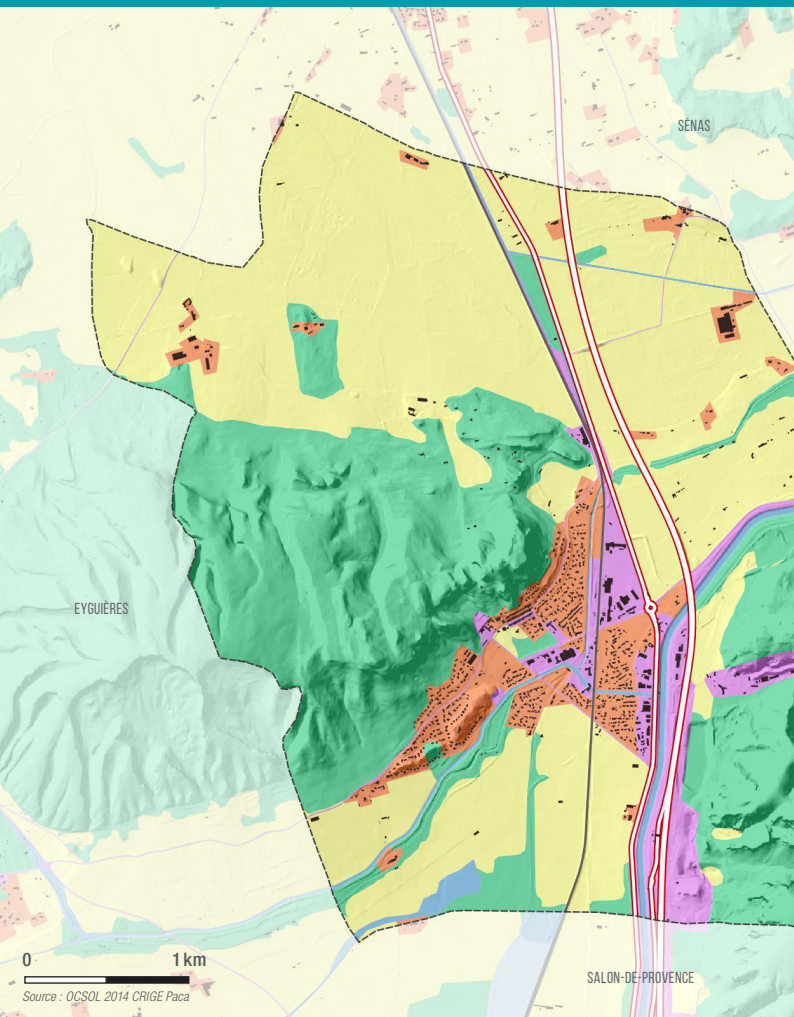 SÉNAS
EYGUIÈRES
0 1 km
Source : OCSOL 2014 CRIGE Paca
SALON-DE-PROVENCE